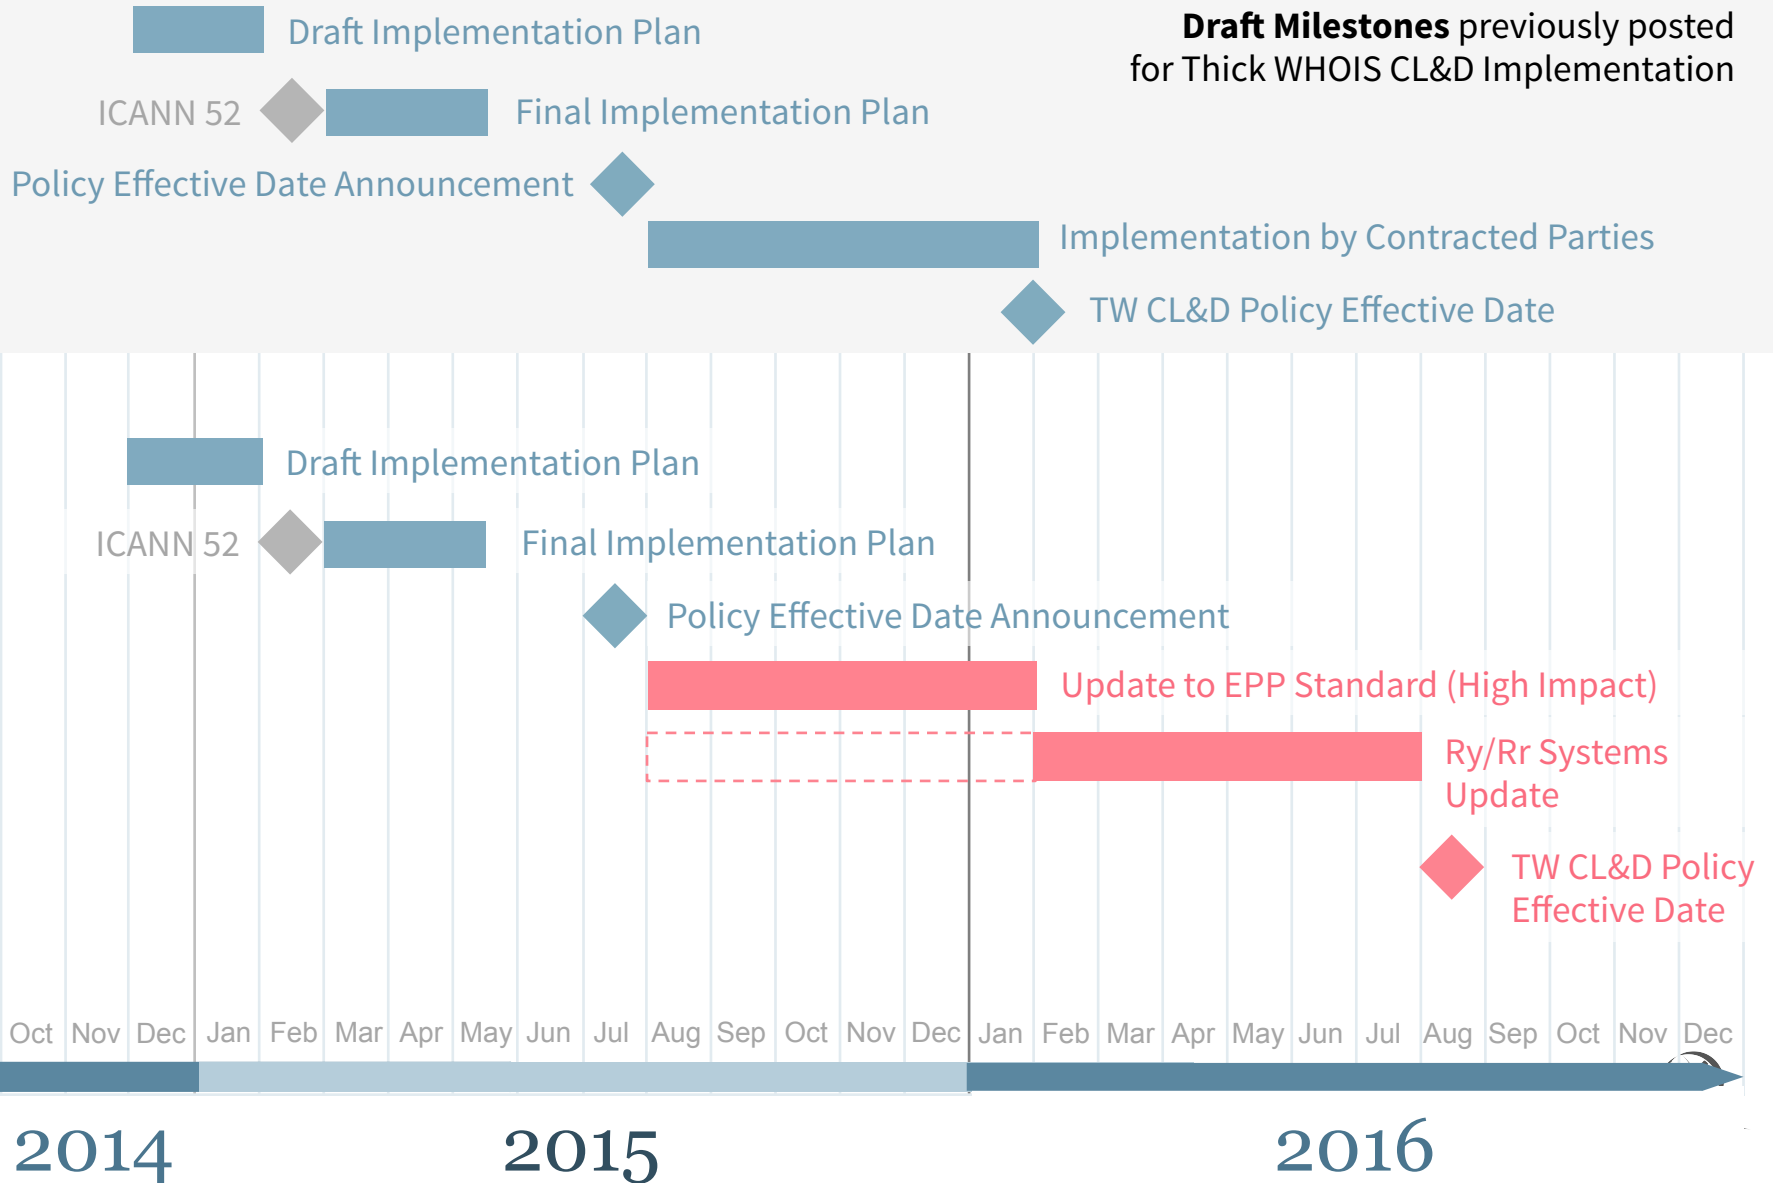 Draft Milestones previously posted
for Thick WHOIS CL&D Implementation
Draft Implementation Plan
ICANN 52
Final Implementation Plan
Policy Effective Date Announcement
Implementation by Contracted Parties
TW CL&D Policy Effective Date
Draft Implementation Plan
ICANN 52
Final Implementation Plan
Policy Effective Date Announcement
Update to EPP Standard (High Impact)
Ry/Rr Systems
Update
TW CL&D Policy
Effective Date
Oct Nov Dec Jan Feb Mar Apr May Jun Jul Aug Sep Oct Nov Dec Jan Feb Mar Apr May Jun Jul Aug Sep Oct Nov Dec
2014 2015 2016